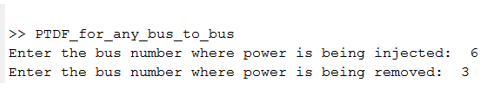 >> PTDF_for_any_bus_to_bus
Enter the bus number where power is being injected:  6
Enter the bus number where power is being removed:  3